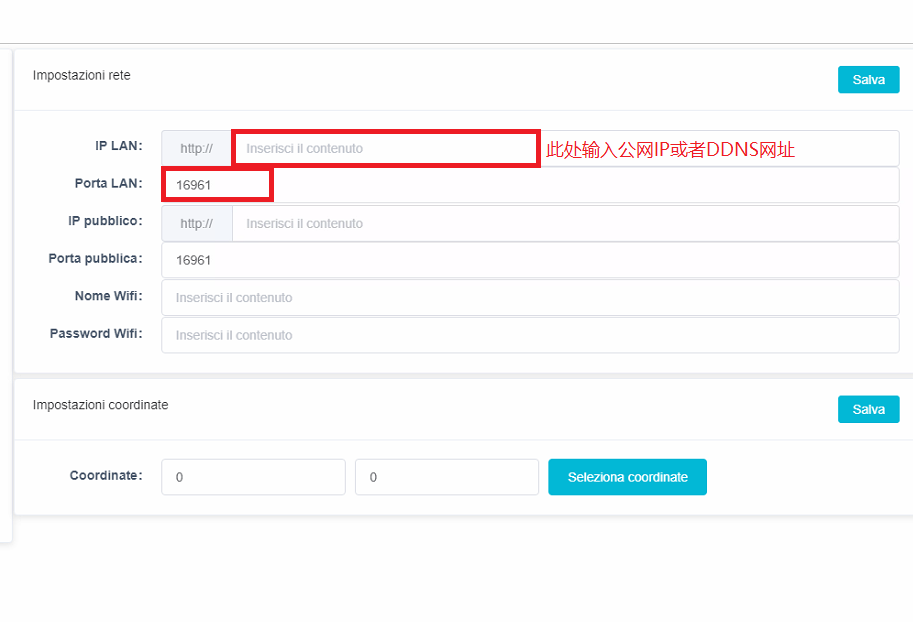 Impostazioni rete
Salva
IP LAN: http:// Inserisci il contenuto 此处输入公网IP或者DDNS网址
Porta LAN: 16961
IP pubblico: http:// Inserisci il contenuto
Porta pubblica: 16961
Nome Wifi: Inserisci il contenuto
Password Wifi: Inserisci il contenuto
Impostazioni coordinate
Salva
Coordinate: 0 0 Seleziona coordinate